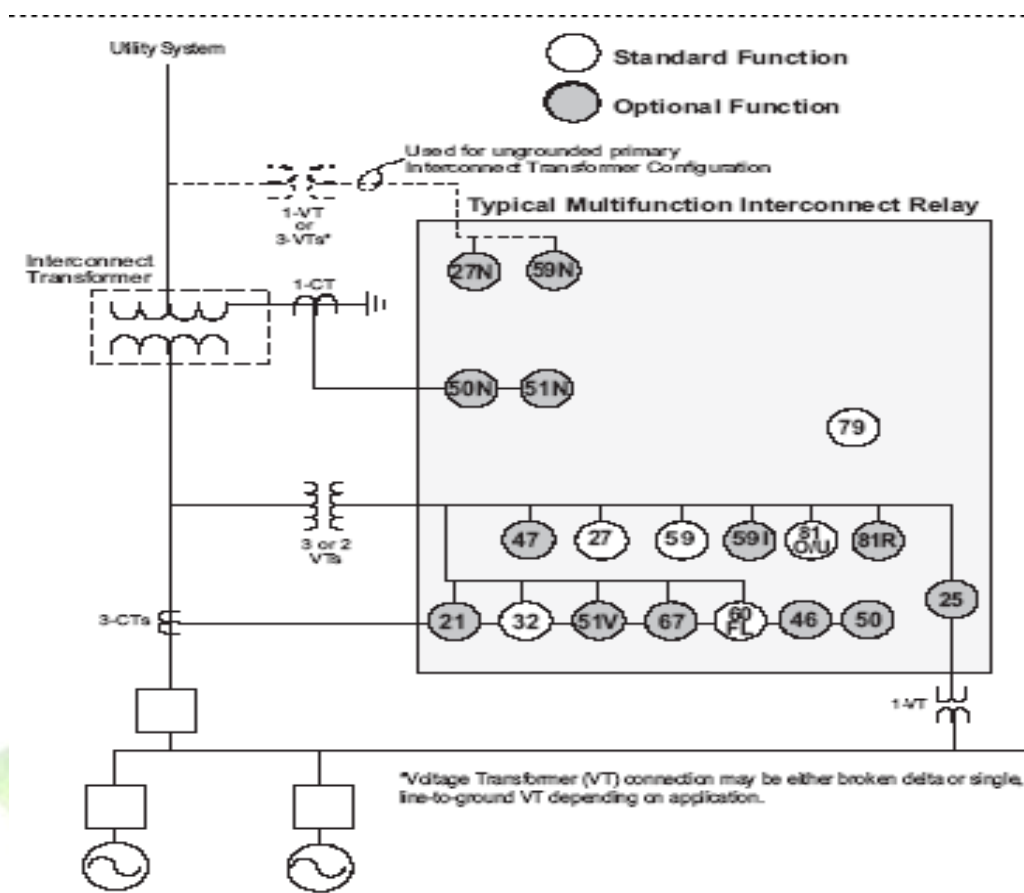 Utility System
Standard Function
Optional Function
Used for ungrounded primary
Interconnect Transformer Configuration
1-VT
or
3-VTs*
Typical Multifunction Interconnect Relay
27N
59N
Interconnect
Transformer
1-CT
50N
51N
79
3 or 2
VTs
47
27
59
59I
81
O/U
81R
25
3-CTs
21
32
51V
67
60
FL
46
50
1-VT
*Voltage Transformer (VT) connection may be either broken delta or single,
line-to-ground VT depending on application.